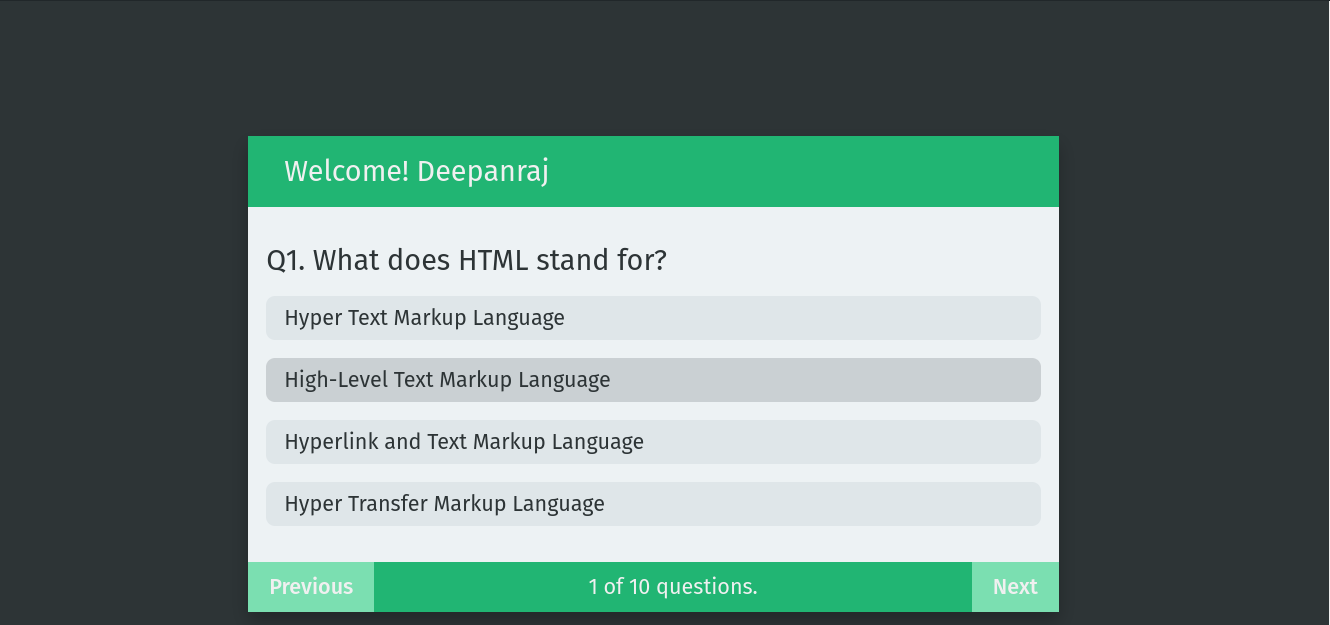 Welcome! Deepanraj
Q1. What does HTML stand for?
Hyper Text Markup Language
High-Level Text Markup Language
Hyperlink and Text Markup Language
Hyper Transfer Markup Language
Previous
1 of 10 questions.
Next